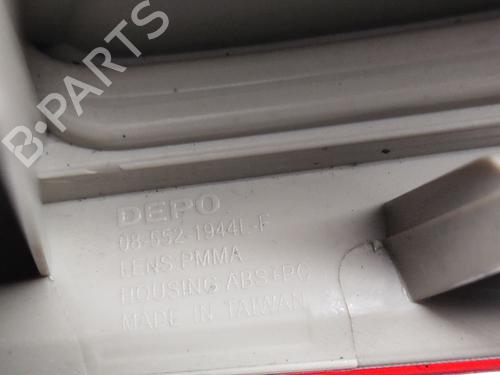 B-PARTS
DEPO
08-552-1944L-F
LENS:PMMA
HOUSING ABS+PC
MADE IN TAIWAN